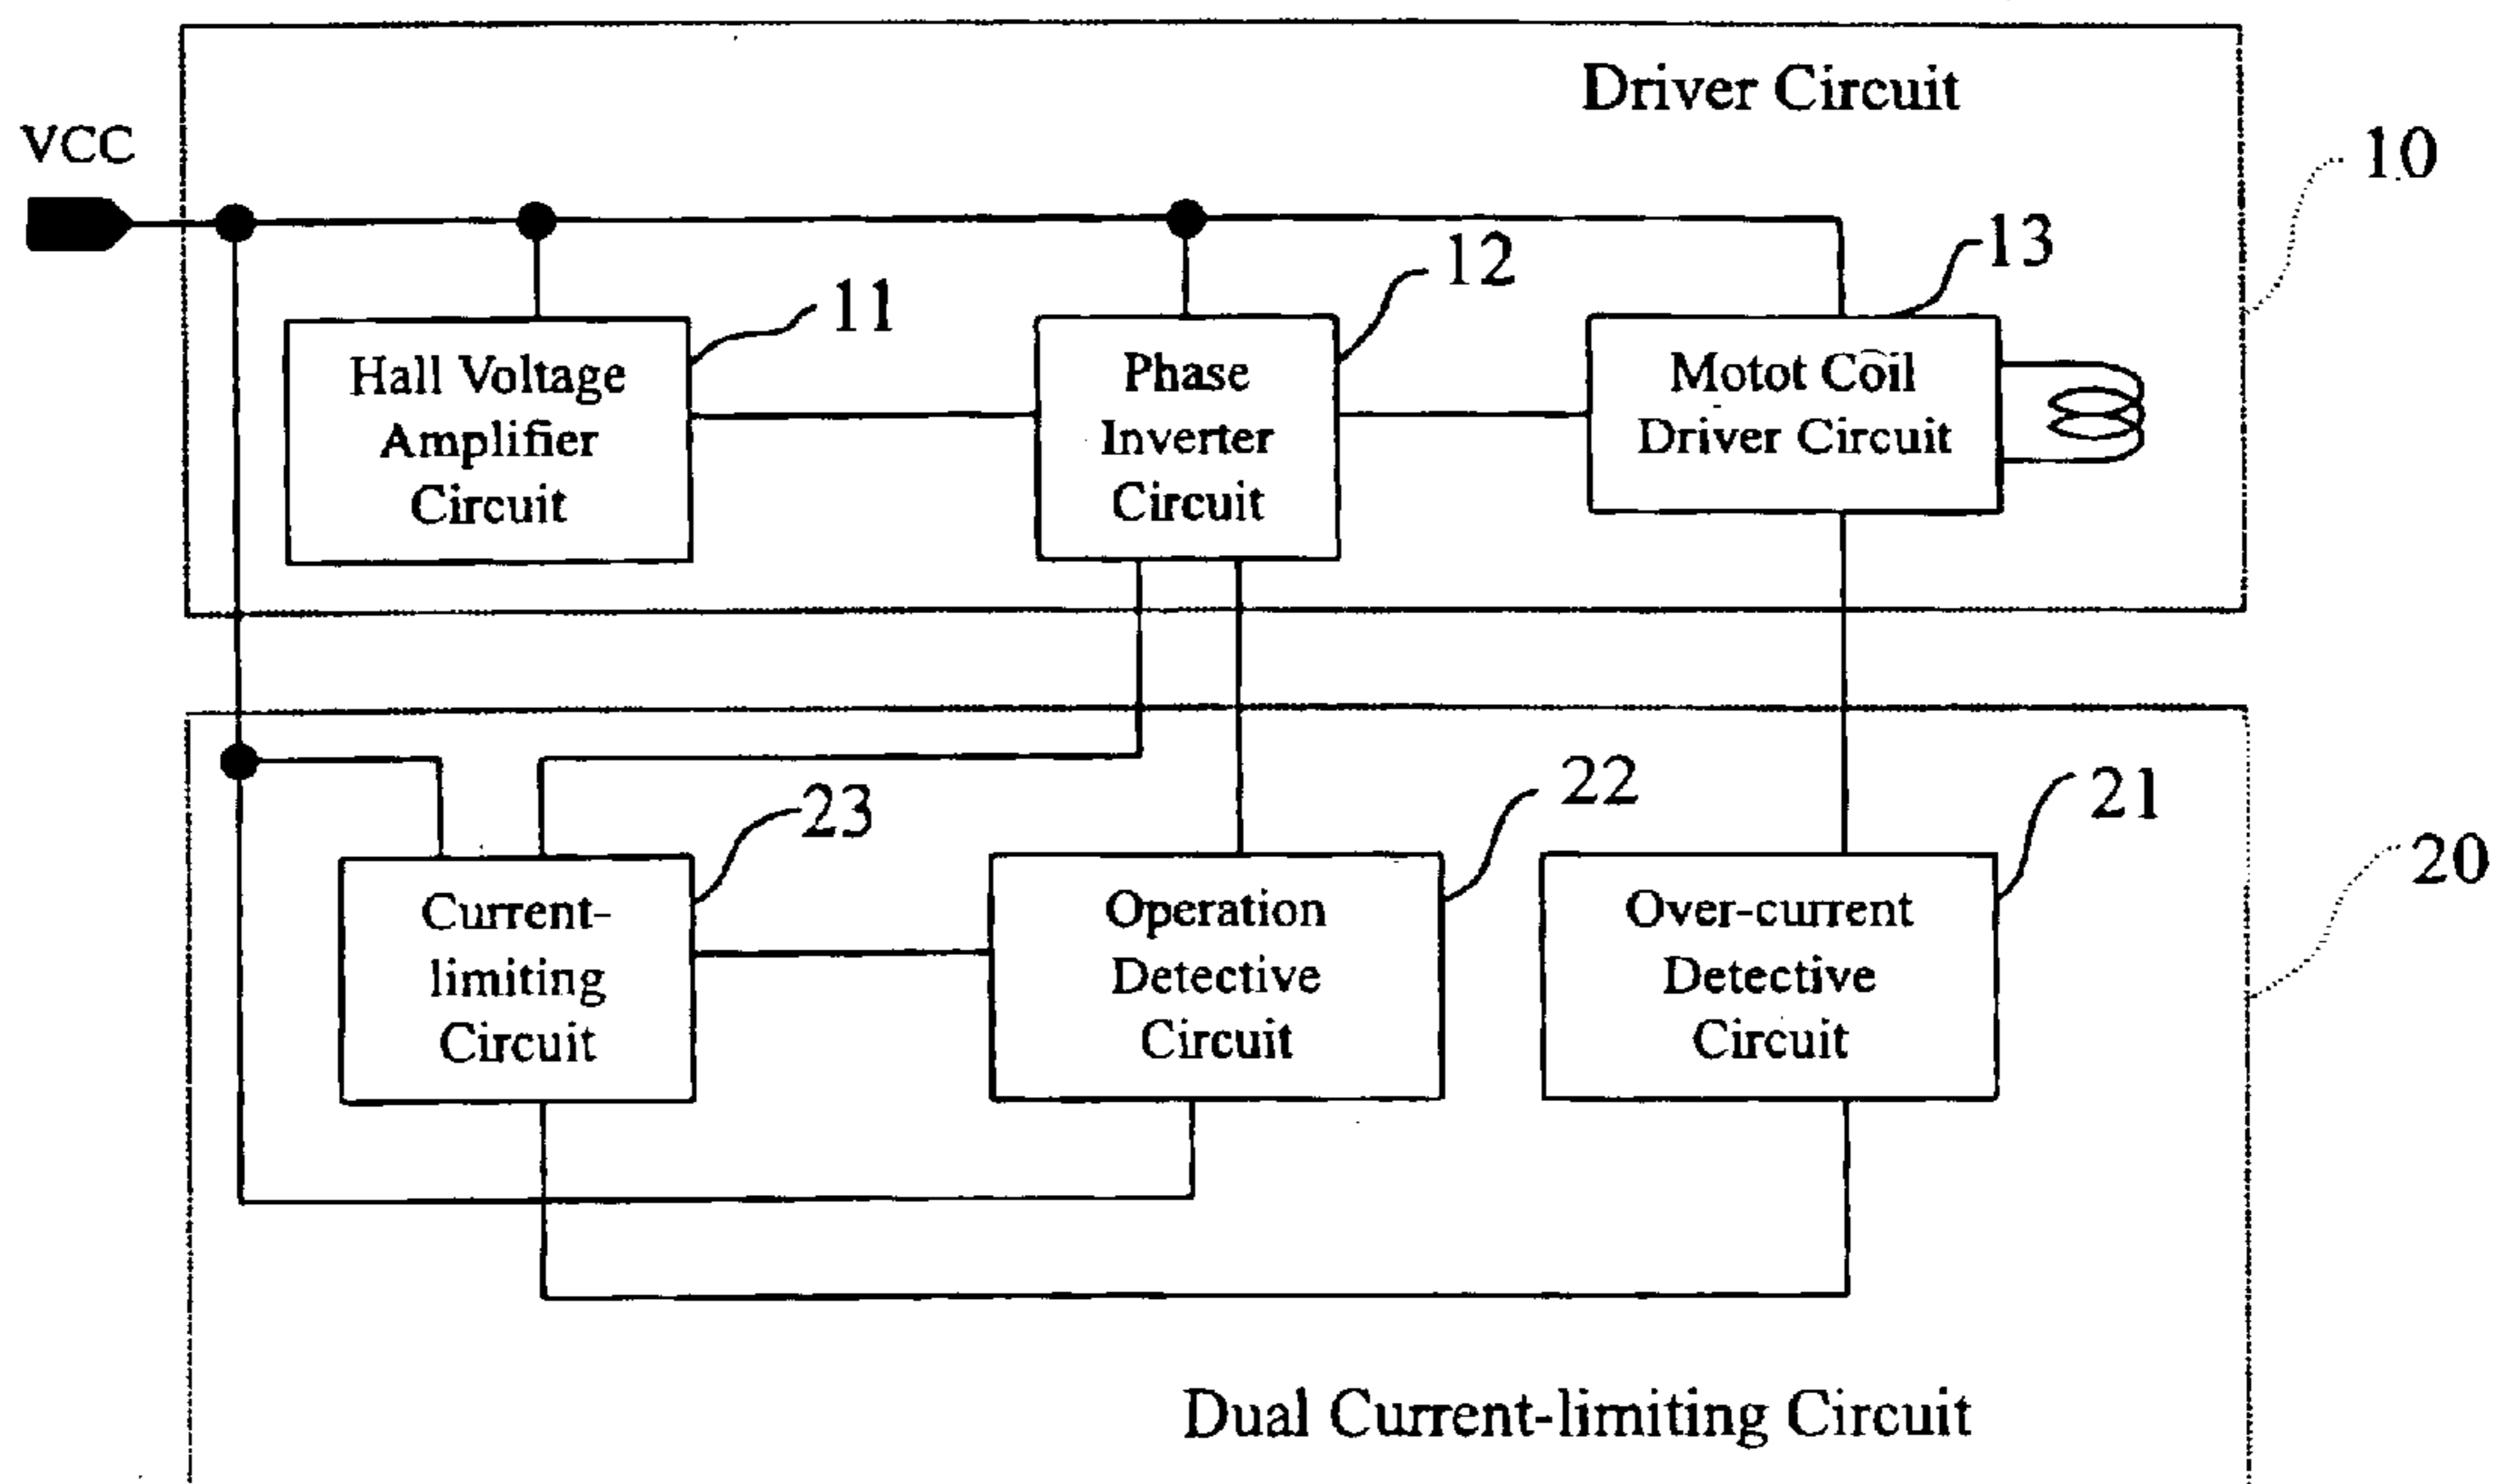 Driver Circuit
10
VCC
13
12
11
Hall Voltage
Amplifier
Circuit
Phase
Inverter
Circuit
Motot Coil
Driver Circuit
23
22
21
20
Current-
limiting
Circuit
Operation
Detective
Circuit
Over-current
Detective
Circuit
Dual Current-limiting Circuit